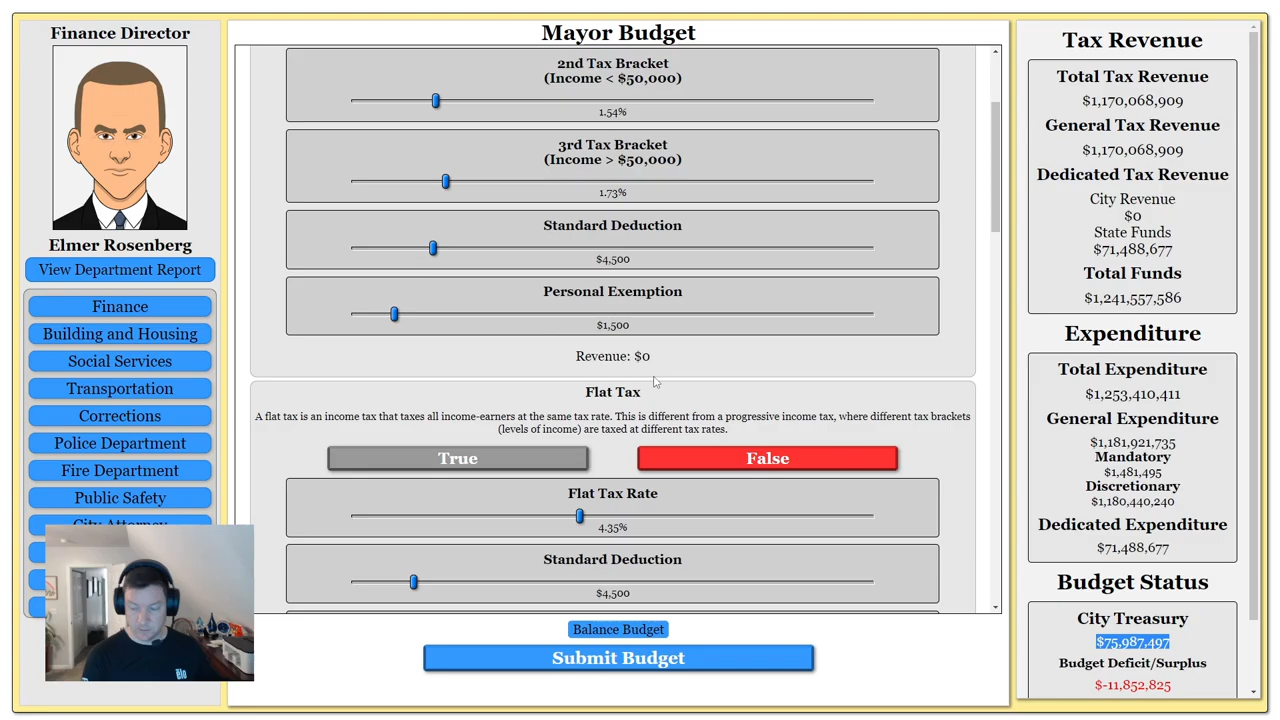 Finance Director
Elmer Rosenberg
View Department Report
Finance
Building and Housing
Social Services
Transportation
Corrections
Police Department
Fire Department
Public Safety
City Attorney
Mayor Budget
2nd Tax Bracket
(Income < $50,000)
1.54%
3rd Tax Bracket
(Income > $50,000)
1.73%
Standard Deduction
$4,500
Personal Exemption
$1,500
Revenue: $0
Flat Tax
A flat tax is an income tax that taxes all income-earners at the same tax rate. This is different from a progressive income tax, where different tax brackets
(levels of income) are taxed at different tax rates.
True
False
Flat Tax Rate
4.35%
Standard Deduction
$4,500
Balance Budget
Submit Budget
Tax Revenue
Total Tax Revenue
$1,170,068,909
General Tax Revenue
$1,170,068,909
Dedicated Tax Revenue
City Revenue
$0
State Funds
$71,488,677
Total Funds
$1,241,557,586
Expenditure
Total Expenditure
$1,253,410,411
General Expenditure
$1,181,921,735
Mandatory
$1,481,495
Discretionary
$1,180,440,240
Dedicated Expenditure
$71,488,677
Budget Status
City Treasury
$75,987,497
Budget Deficit/Surplus
$-11,852,825